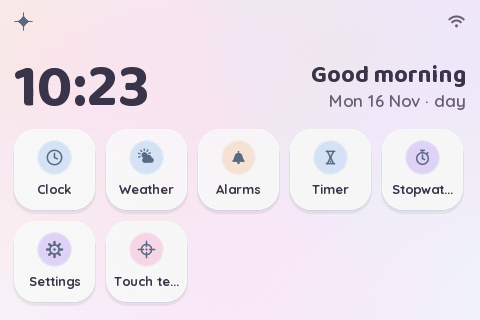 10:23
Good morning
Mon 16 Nov · day
Clock
Weather
Alarms
Timer
Stopwat...
Settings
Touch te...